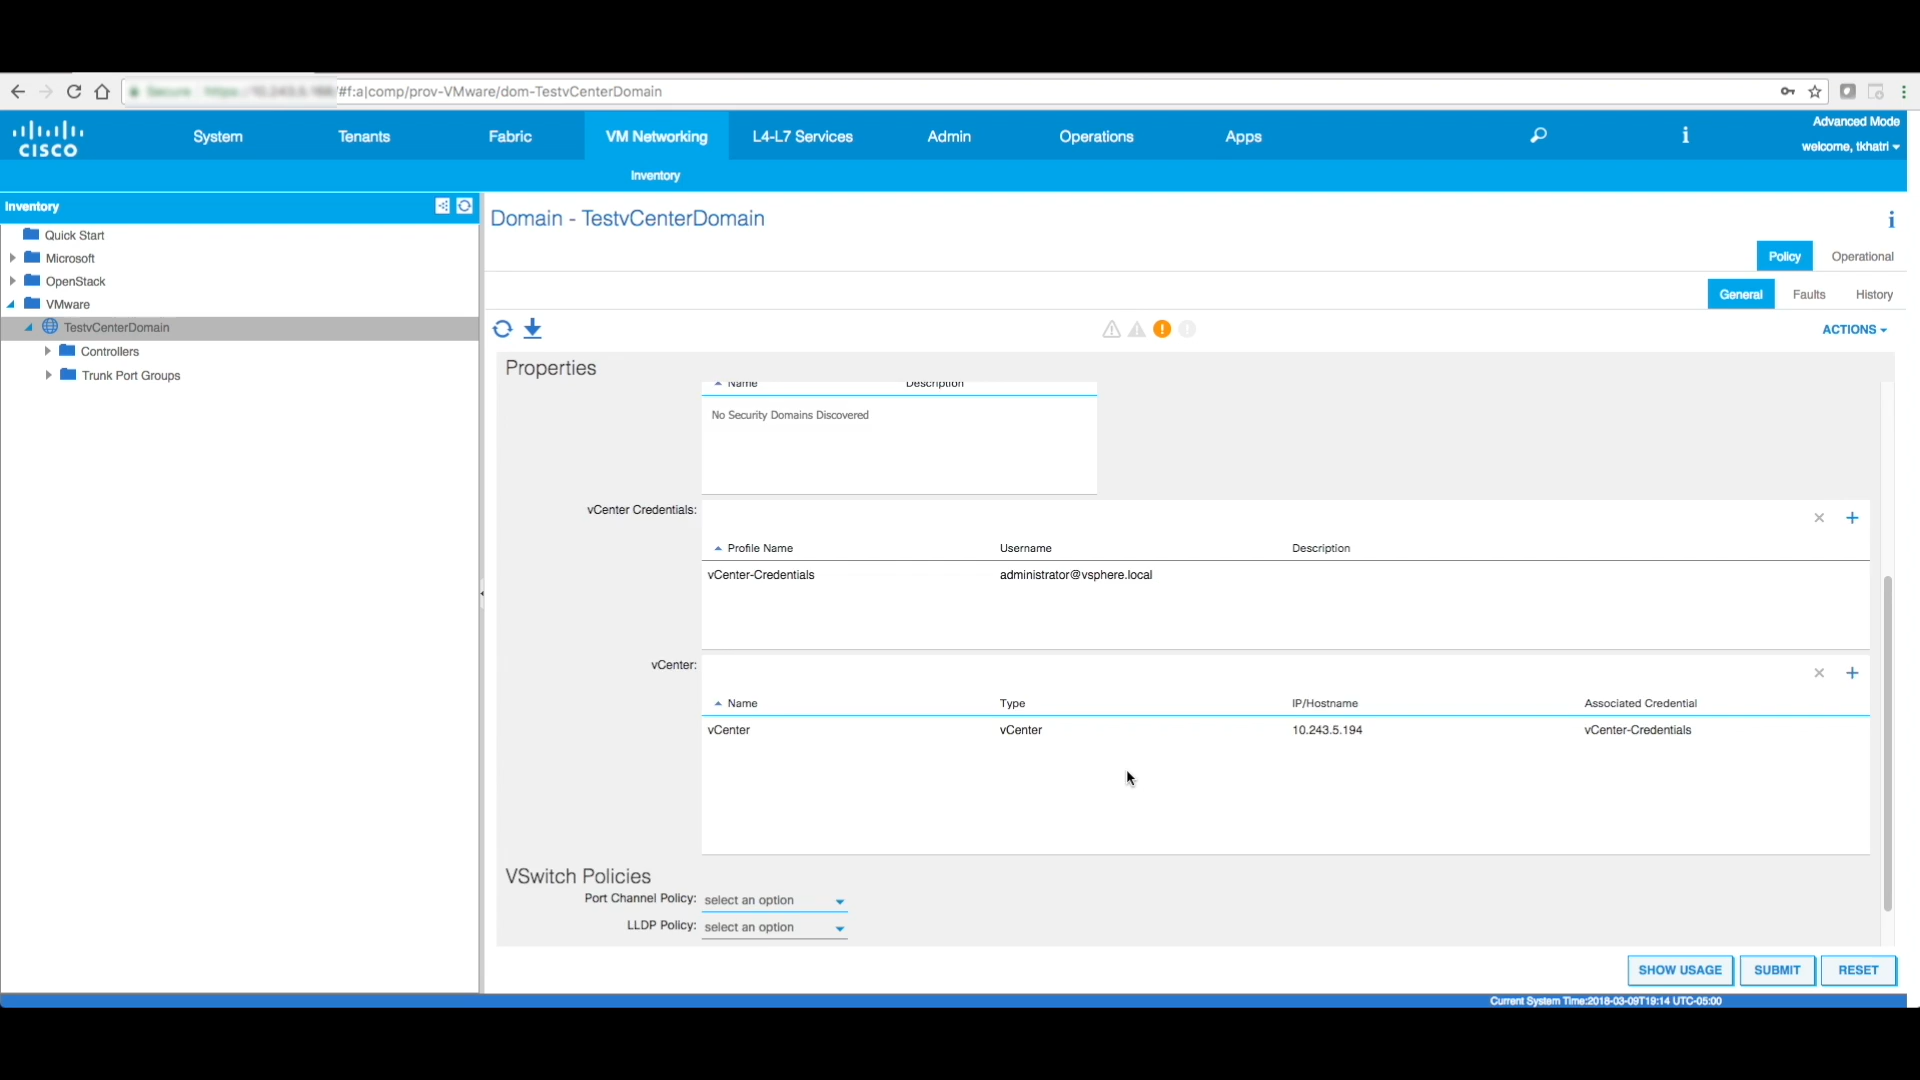 #f:a|comp/prov-VMware/dom-TestvCenterDomain
CISCO
System
Tenants
Fabric
VM Networking
L4-L7 Services
Admin
Operations
Apps
i
Advanced Mode
welcome, tkhatri
Inventory
Inventory
Quick Start
Microsoft
OpenStack
VMware
TestvCenterDomain
Controllers
Trunk Port Groups
Domain - TestvCenterDomain
i
Policy
Operational
General
Faults
History
ACTIONS
Properties
Name
Description
No Security Domains Discovered
vCenter Credentials:
Profile Name
Username
Description
vCenter-Credentials
administrator@vsphere.local
vCenter:
Name
Type
IP/Hostname
Associated Credential
vCenter
vCenter
10.243.5.194
vCenter-Credentials
VSwitch Policies
Port Channel Policy:
select an option
LLDP Policy:
select an option
SHOW USAGE
SUBMIT
RESET
Current System Time:2018-03-09T19:14 UTC-05:00